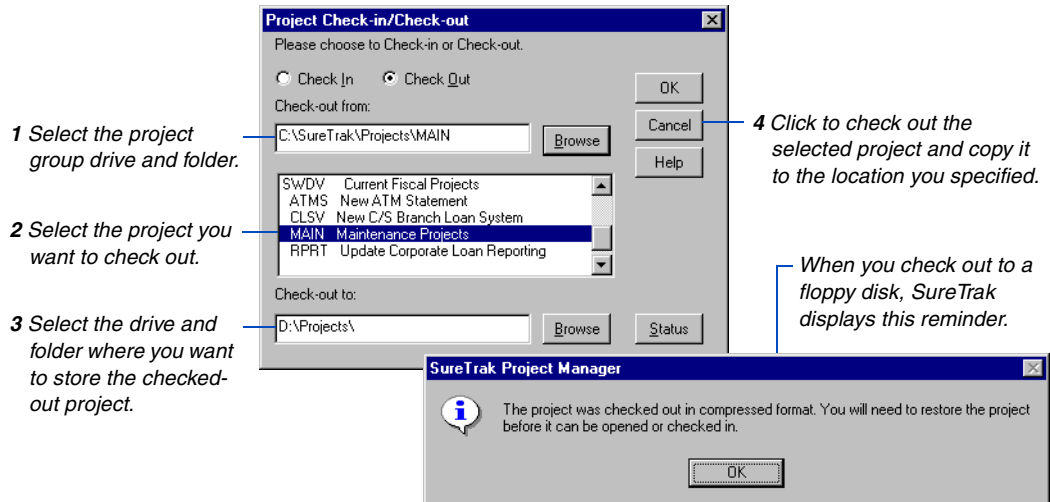 Project Check-in/Check-out
Please choose to Check-in or Check-out.
Check In
Check Out
OK
Check-out from:
C:\SureTrak\Projects\MAIN
Browse
Cancel
Help
SWDV Current Fiscal Projects
ATMS New ATM Statement
CLSV New C/S Branch Loan System
MAIN Maintenance Projects
RPRT Update Corporate Loan Reporting
Check-out to:
D:\Projects\
Browse
Status
1 Select the project
group drive and folder.
2 Select the project you
want to check out.
3 Select the drive and
folder where you want
to store the checked-
out project.
4 Click to check out the
selected project and copy it
to the location you specified.
When you check out to a
floppy disk, SureTrak
displays this reminder.
SureTrak Project Manager
The project was checked out in compressed format. You will need to restore the project
before it can be opened or checked in.
OK